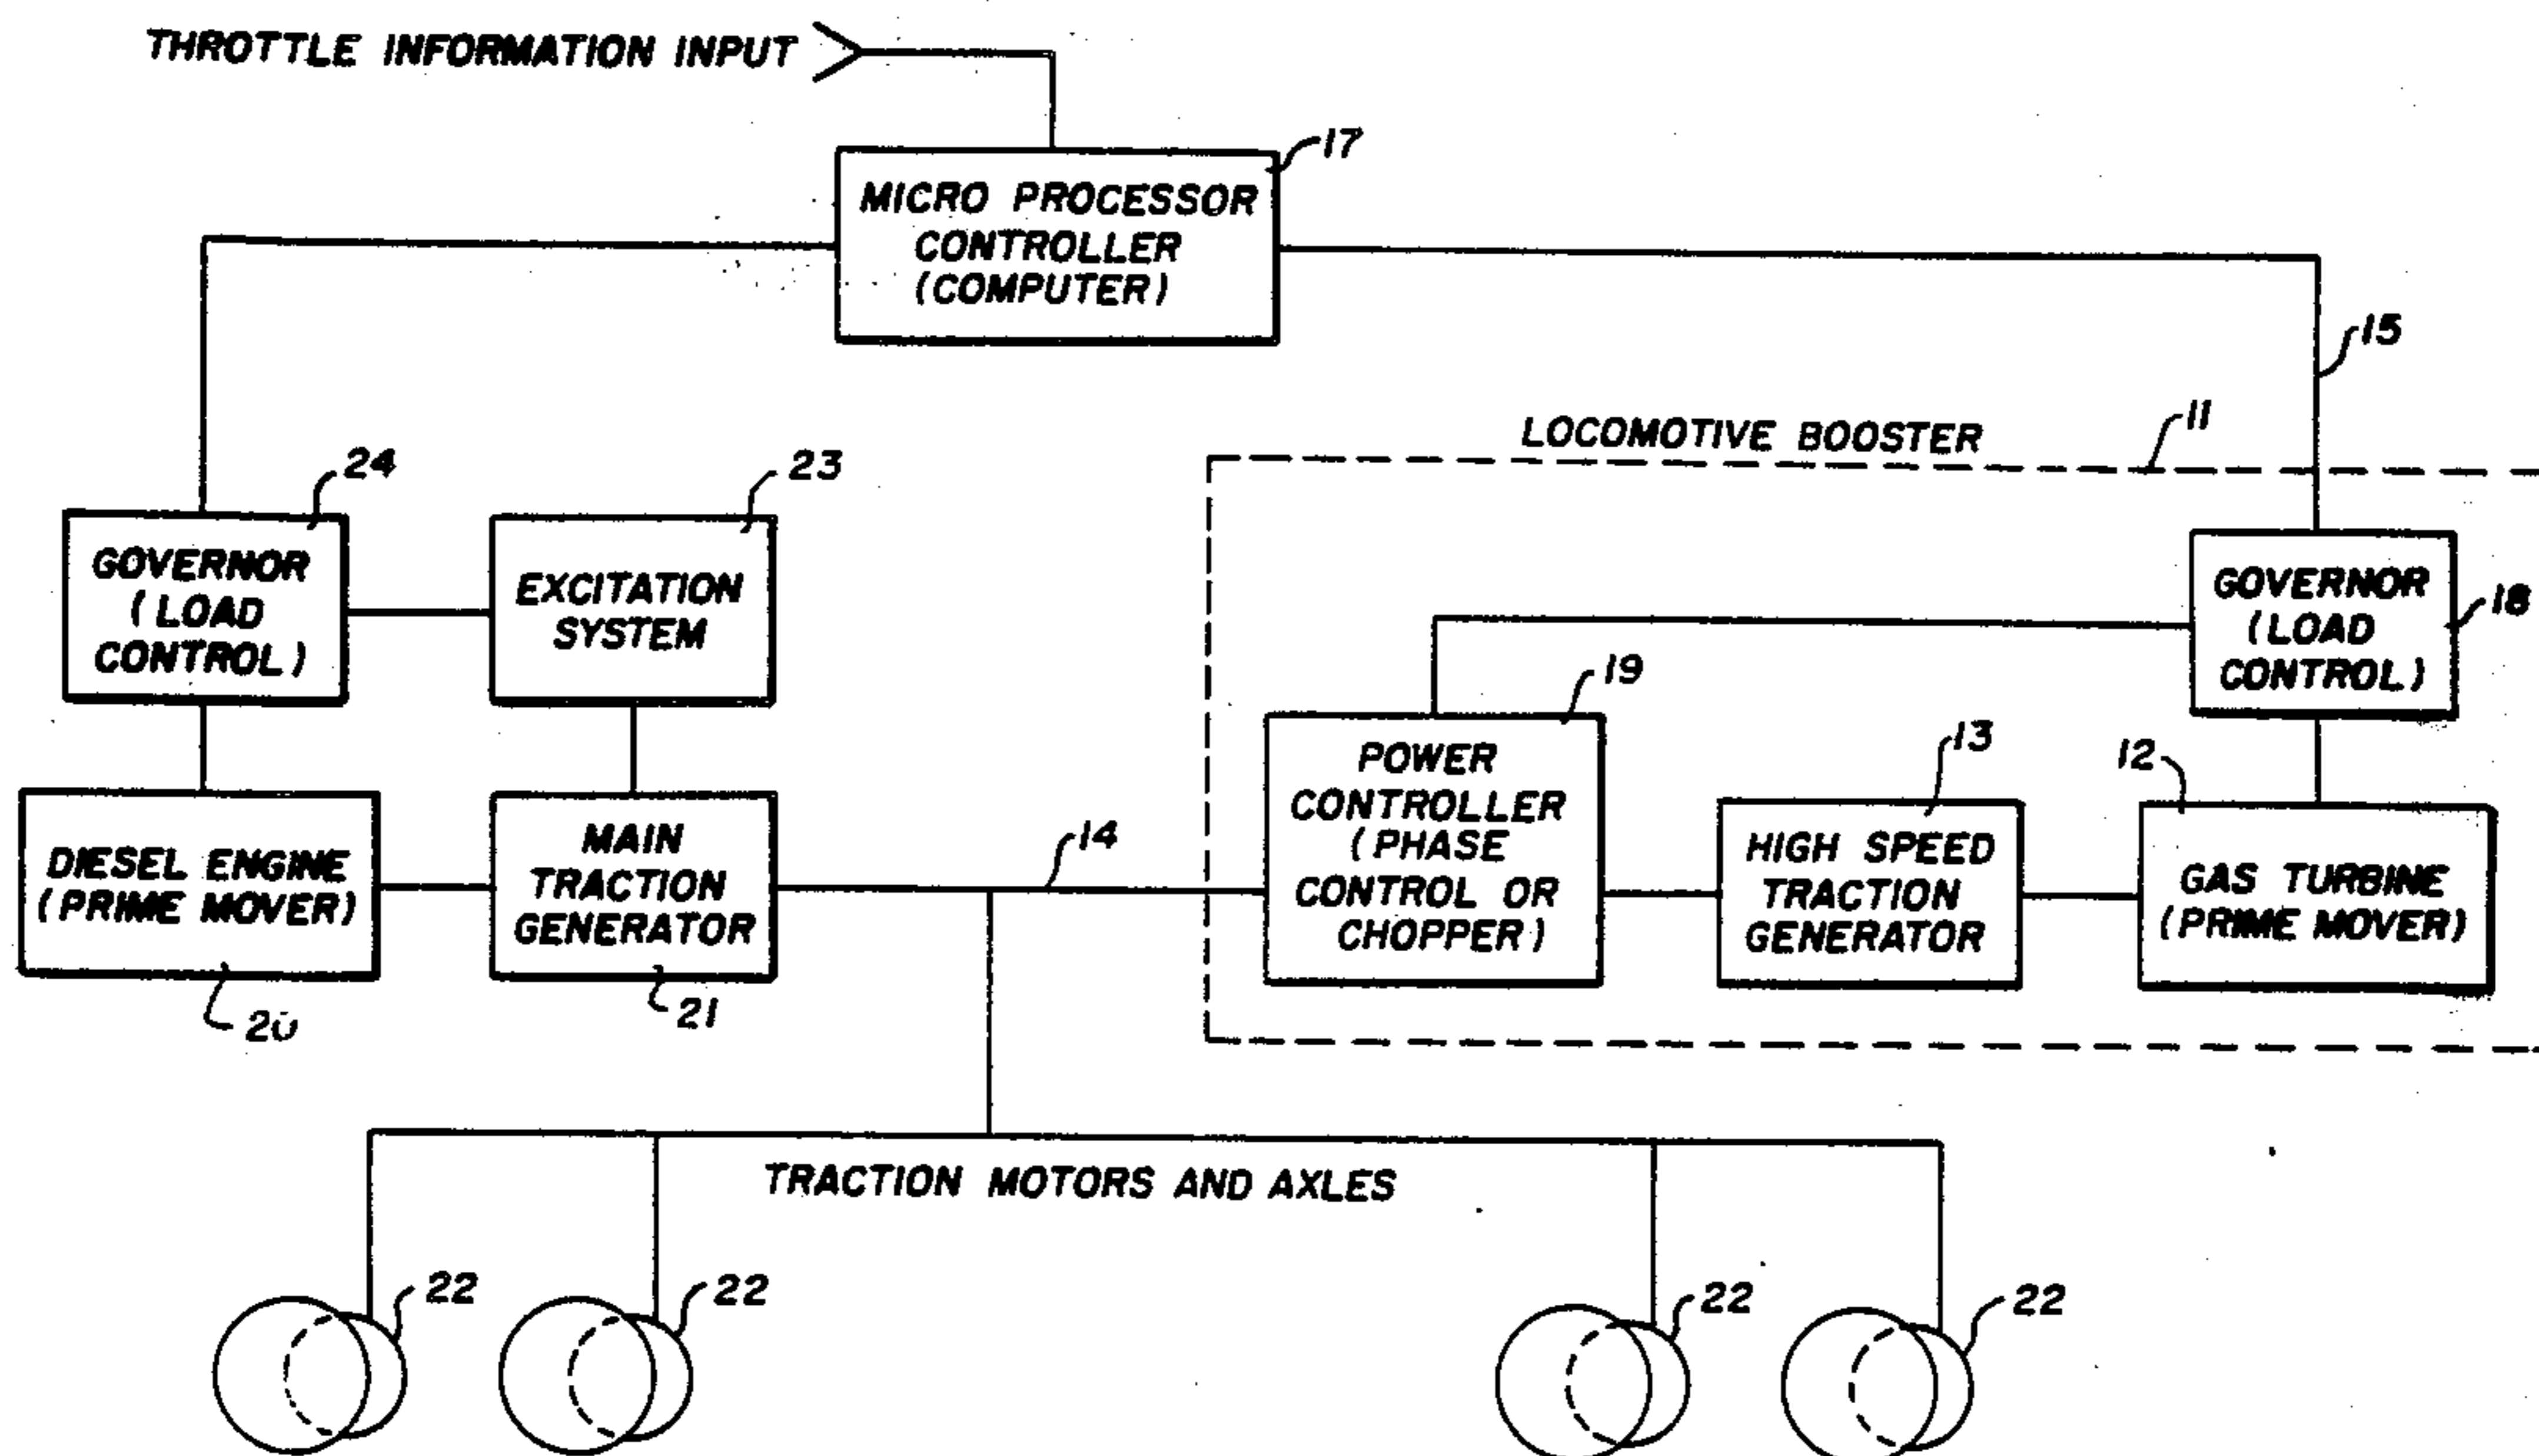 THROTTLE INFORMATION INPUT
17
MICRO PROCESSOR
CONTROLLER
(COMPUTER)
15
LOCOMOTIVE BOOSTER
11
24
GOVERNOR
(LOAD
CONTROL)
23
EXCITATION
SYSTEM
GOVERNOR
(LOAD
CONTROL)
18
19
POWER
CONTROLLER
(PHASE
CONTROL OR
CHOPPER)
13
HIGH SPEED
TRACTION
GENERATOR
12
GAS TURBINE
(PRIME MOVER)
DIESEL ENGINE
(PRIME MOVER)
20
MAIN
TRACTION
GENERATOR
21
14
TRACTION MOTORS AND AXLES
22
22
22
22